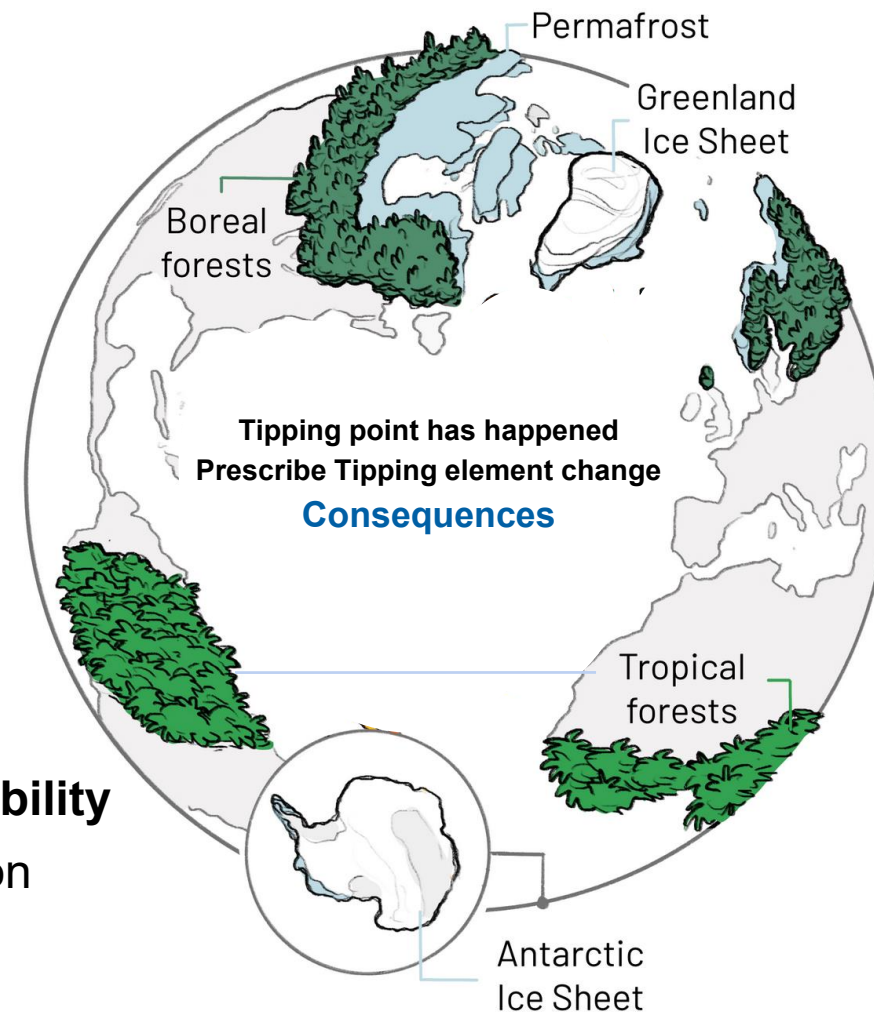 Permafrost
Greenland
Ice Sheet
Boreal
forests
Tipping point has happened
Prescribe Tipping element change
Consequences
Tropical
forests
bility
on
Antarctic
Ice Sheet